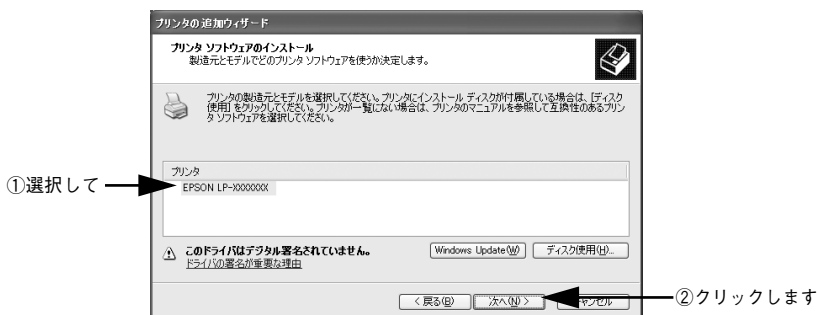 プリンタの追加ウィザード
プリンタ ソフトウェアのインストール
製造元とモデルでどのプリンタ ソフトウェアを使うか決定します。
プリンタの製造元とモデルを選択してください。プリンタにインストール ディスクが付属している場合は、[ディスク
使用] をクリックしてください。プリンタが一覧にない場合は、プリンタのマニュアルを参照して互換性のあるプリン
タ ソフトウェアを選択してください。
プリンタ
①選択して
EPSON LP-XXXXXXX
このドライバはデジタル署名されていません。
ドライバの署名が重要な理由
Windows Update(W)
ディスク使用(H)...
< 戻る(B)
次へ(N) >
キャンセル
②クリックします